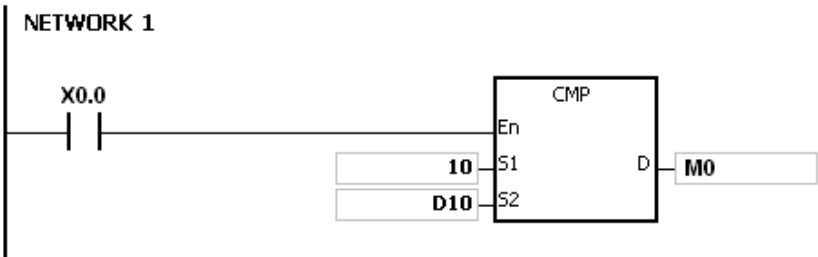 NETWORK 1
X0.0
CMP
En
10 S1 D M0
D10 S2